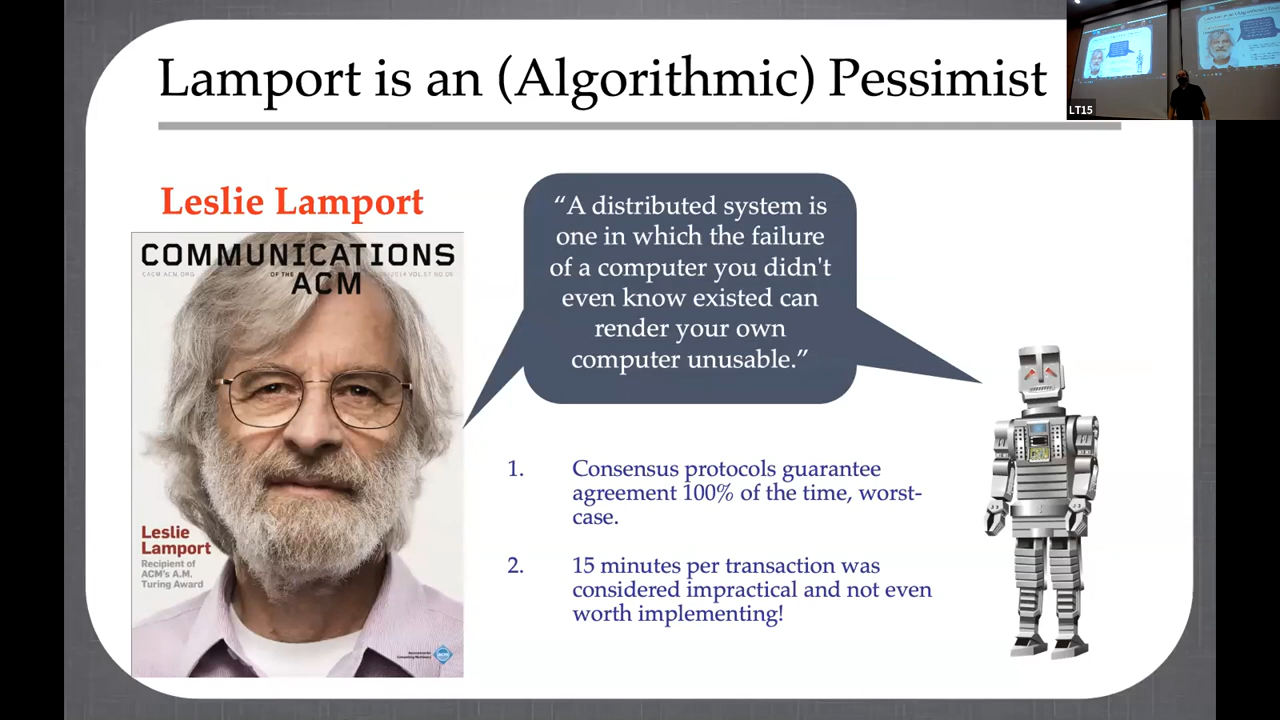 Lamport is an (Algorithmic) Pessimist
LT15
Leslie Lamport
COMMUNICATIONS
CACM.ACM.ORG
OF THE
ACM
Leslie
Lamport
Recipient of
ACM's A.M.
Turing Award
“A distributed system is
one in which the failure
of a computer you didn't
even know existed can
render your own
computer unusable.”
1. Consensus protocols guarantee
agreement 100% of the time, worst-
case.
2. 15 minutes per transaction was
considered impractical and not even
worth implementing!